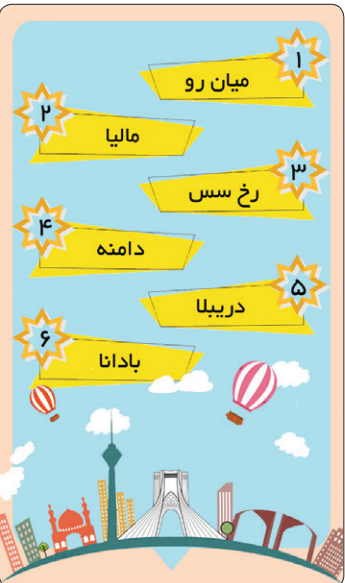 ۱
میان رو
۲
مالیا
۳
رخ سس
۴
دامنه
۵
دریبلا
۶
بادانا